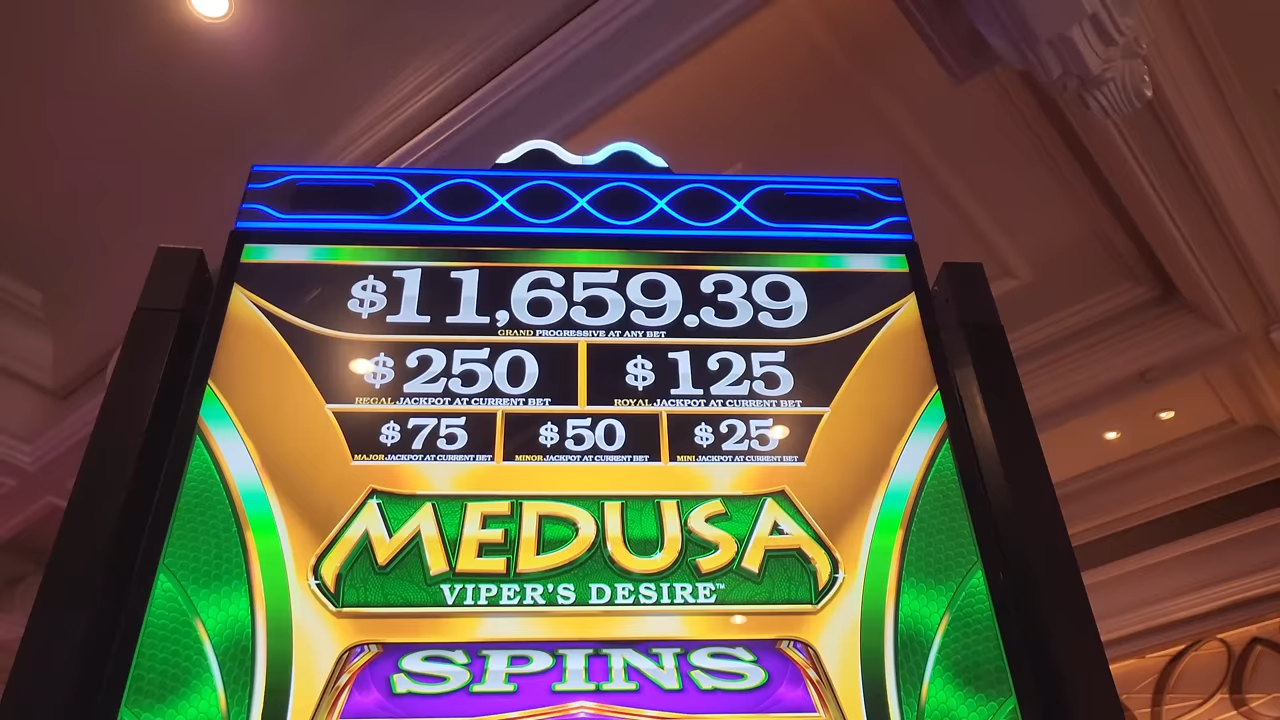 $11,659.39
GRAND PROGRESSIVE AT ANY BET
$250 $125
REGAL JACKPOT AT CURRENT BET ROYAL JACKPOT AT CURRENT BET
$75 $50 $25
MAJOR JACKPOT AT CURRENT BET MINOR JACKPOT AT CURRENT BET MINI JACKPOT AT CURRENT BET
MEDUSA
VIPER'S DESIRE™
SPINS